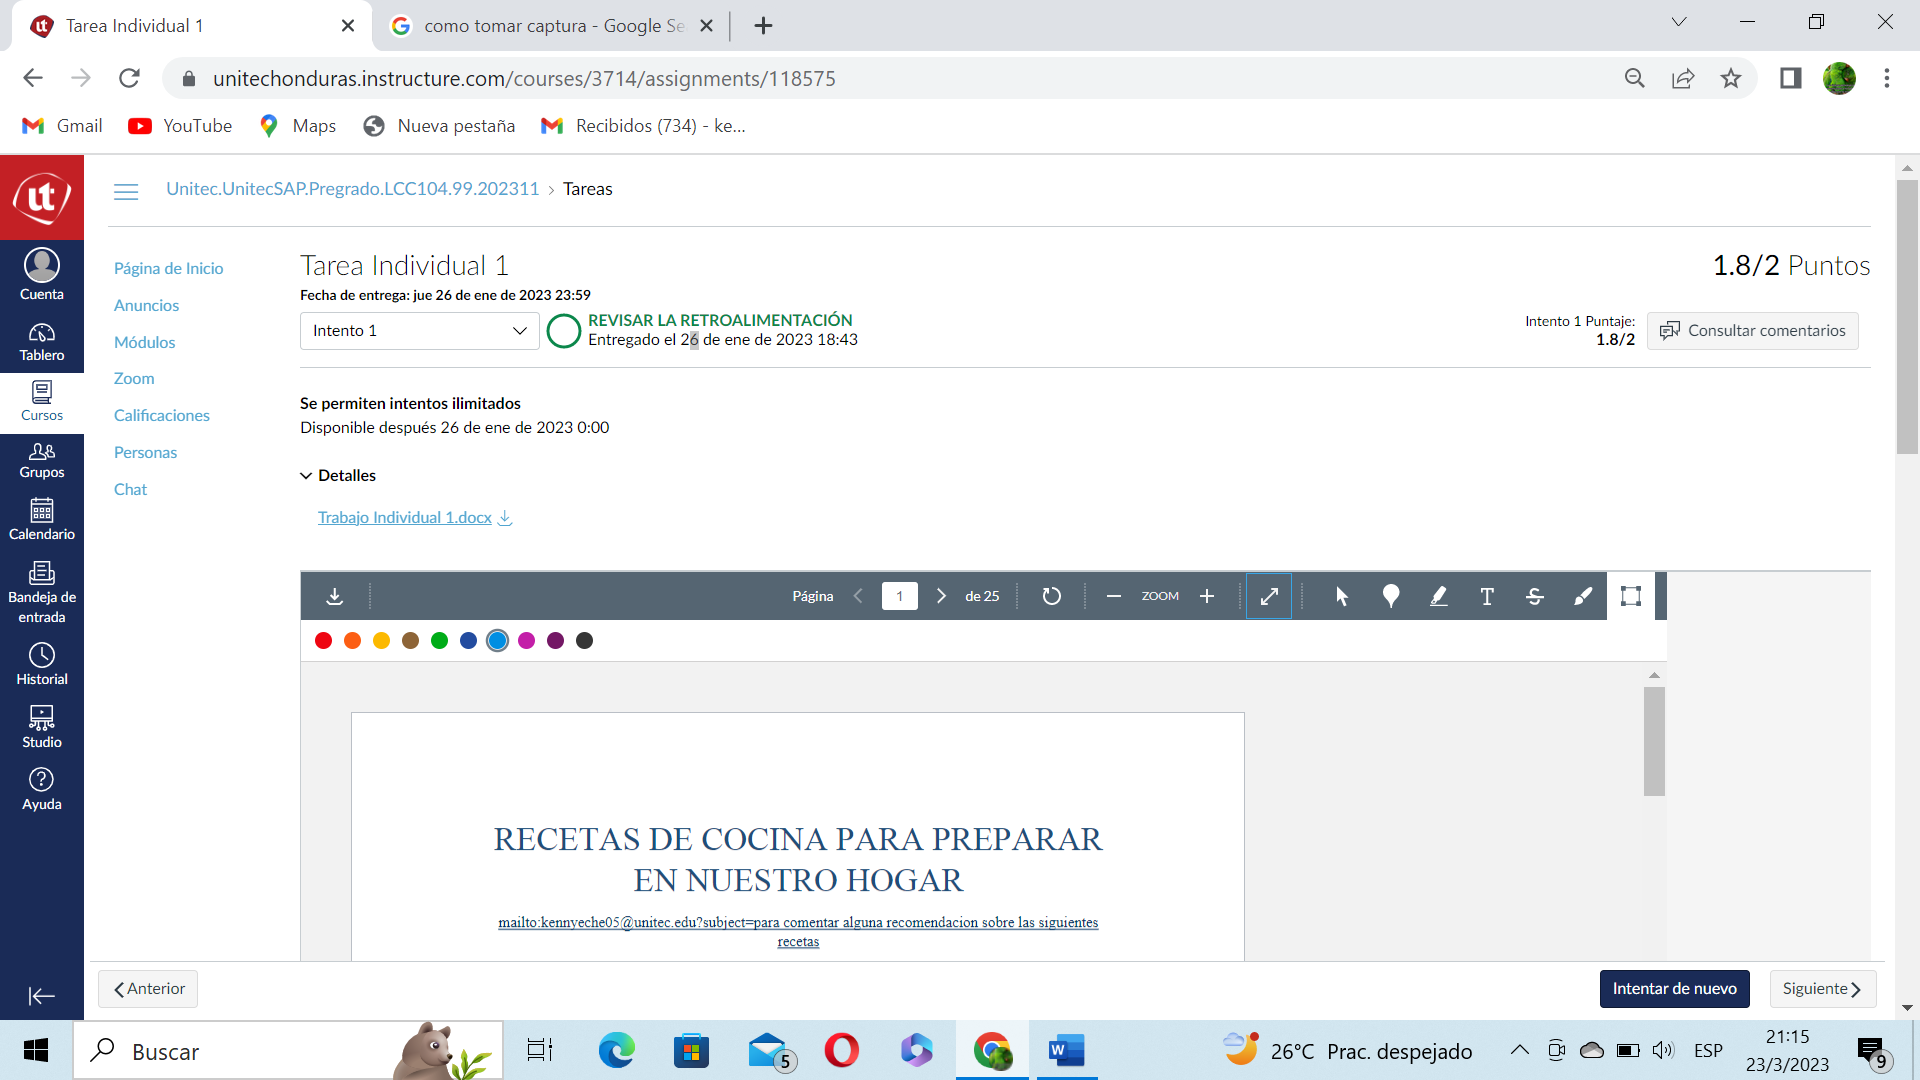 Tarea Individual 1
como tomar captura - Google Se
unitechonduras.instructure.com/courses/3714/assignments/118575
Gmail
YouTube
Maps
Nueva pestaña
Recibidos (734) - ke...
ut
Unitec.UnitecSAP.Pregrado.LCC104.99.202311 > Tareas
Cuenta
Tablero
Cursos
Grupos
Calendario
Bandeja de
entrada
Historial
Studio
Ayuda
Página de Inicio
Anuncios
Módulos
Zoom
Calificaciones
Personas
Chat
Tarea Individual 1
1.8/2 Puntos
Fecha de entrega: jue 26 de ene de 2023 23:59
Intento 1
REVISAR LA RETROALIMENTACIÓN
Entregado el 26 de ene de 2023 18:43
Intento 1 Puntaje:
1.8/2
Consultar comentarios
Se permiten intentos ilimitados
Disponible después 26 de ene de 2023 0:00
Detalles
Trabajo Individual 1.docx
Página 1 de 25 ZOOM T S
RECETAS DE COCINA PARA PREPARAR
EN NUESTRO HOGAR
mailto:kennyeche05@unitec.edu?subject=para comentar alguna recomendacion sobre las siguientes
recetas
Anterior
Intentar de nuevo
Siguiente
Buscar
5
W
26°C Prac. despejado
ESP
21:15
23/3/2023
9